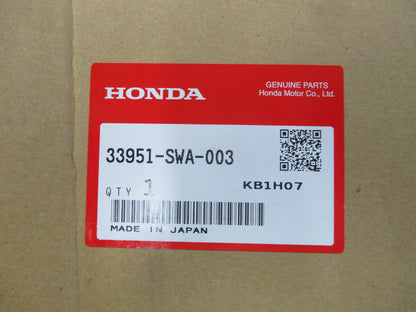 HONDA
GENUINE PARTS
Honda Motor Co., Ltd.
33951-SWA-003
QTY 1
KB1H07
MADE IN JAPAN